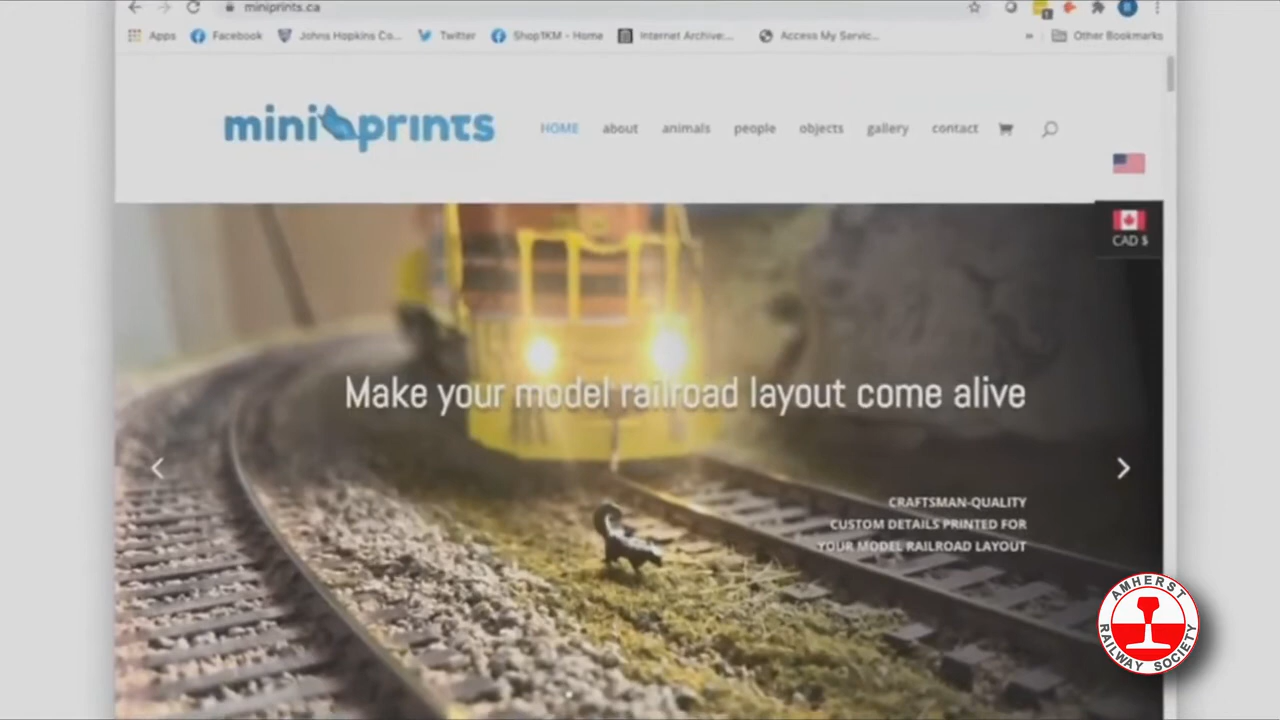 miniprints.ca
Apps Facebook Johns Hopkins Co... Twitter Shop1KM - Home Internet Archive:... Access My Servic... » Other Bookmarks
mini prints HOME about animals people objects gallery contact
CAD $
Make your model railroad layout come alive
CRAFTSMAN-QUALITY
CUSTOM DETAILS PRINTED FOR
YOUR MODEL RAILROAD LAYOUT
AMHERST
RAILWAY SOCIETY